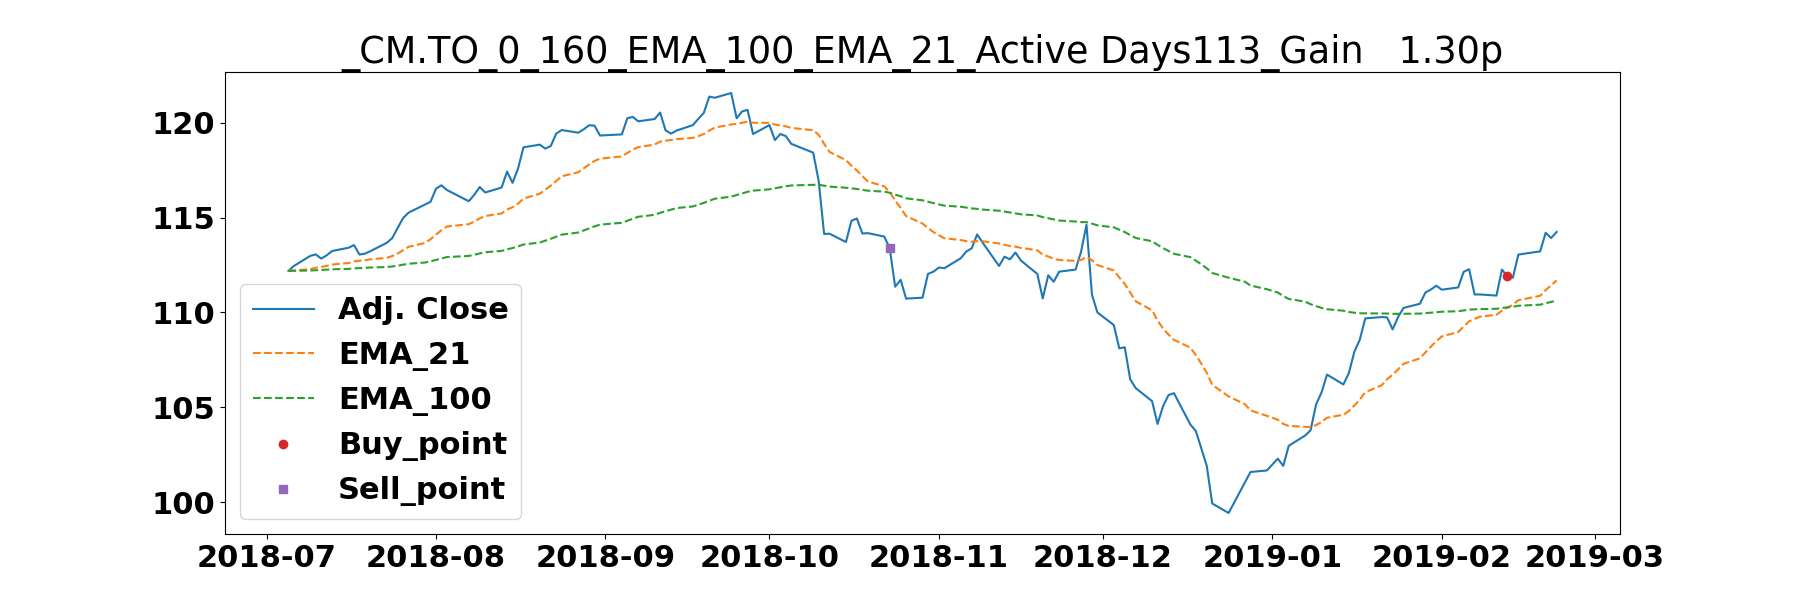 _CM.TO_0_160_EMA_100_EMA_21_Active Days113_Gain   1.30p
120
115
110
105
100
Adj. Close
EMA_21
EMA_100
Buy_point
Sell_point
2018-07 2018-08 2018-09 2018-10 2018-11 2018-12 2019-01 2019-02 2019-03